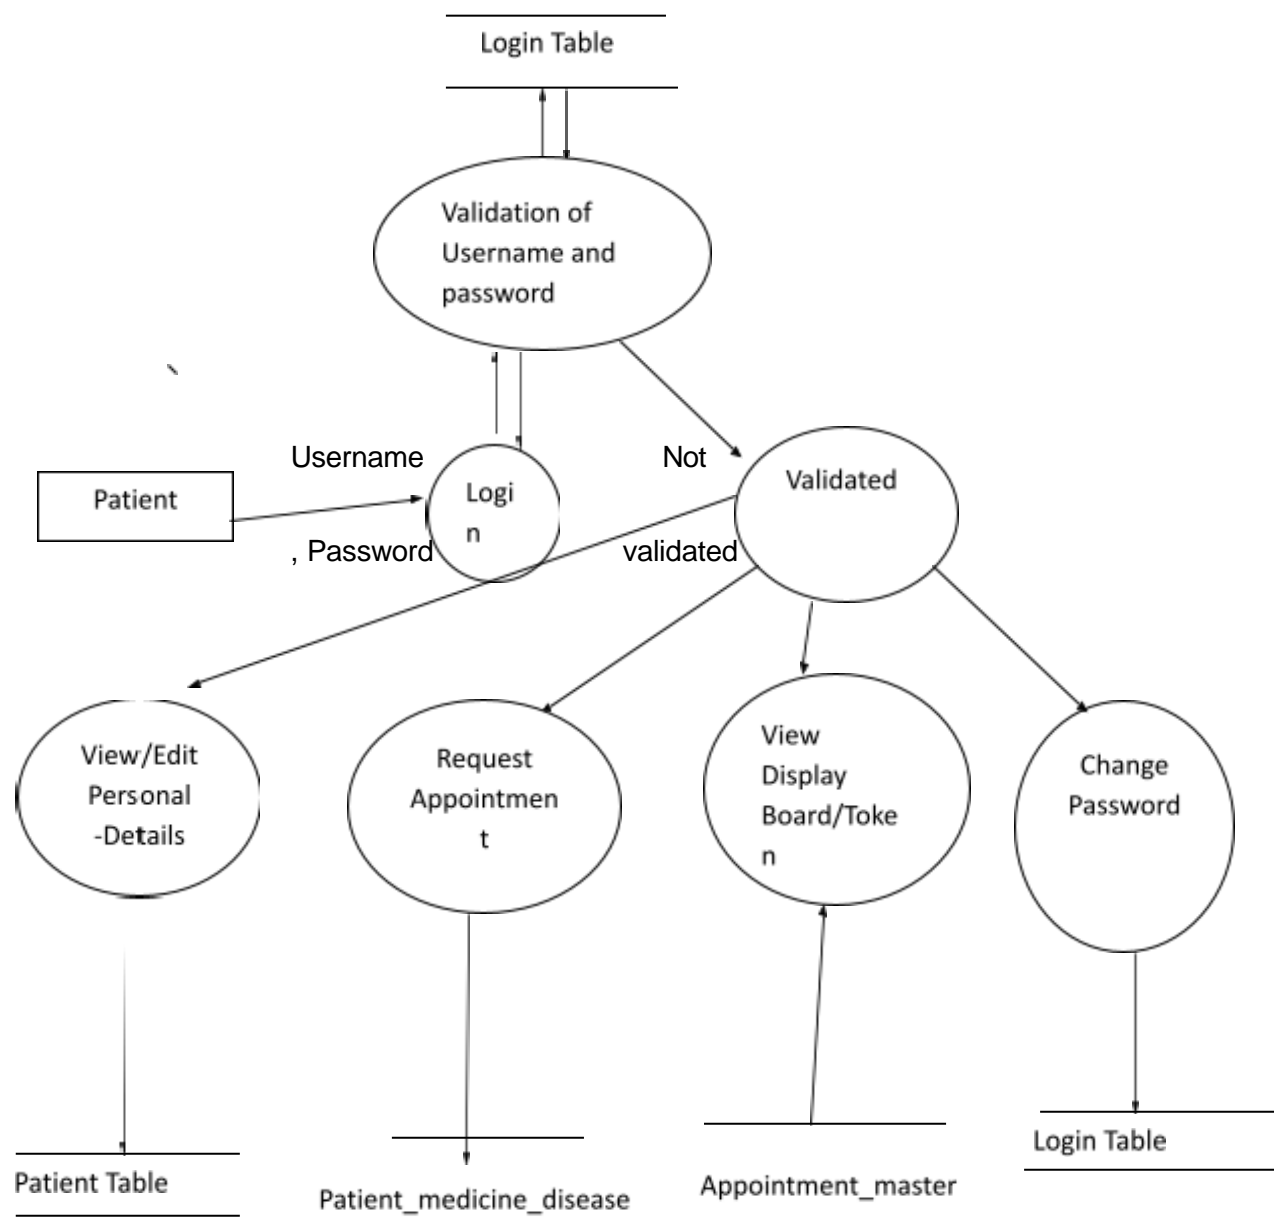 Login Table
Validation of
Username and
password
Username
, Password
Not
validated
Patient
Logi
n
Validated
View/Edit
Personal
-Details
Request
Appointmen
t
View
Display
Board/Toke
n
Change
Password
Patient Table
Patient_medicine_disease
Appointment_master
Login Table